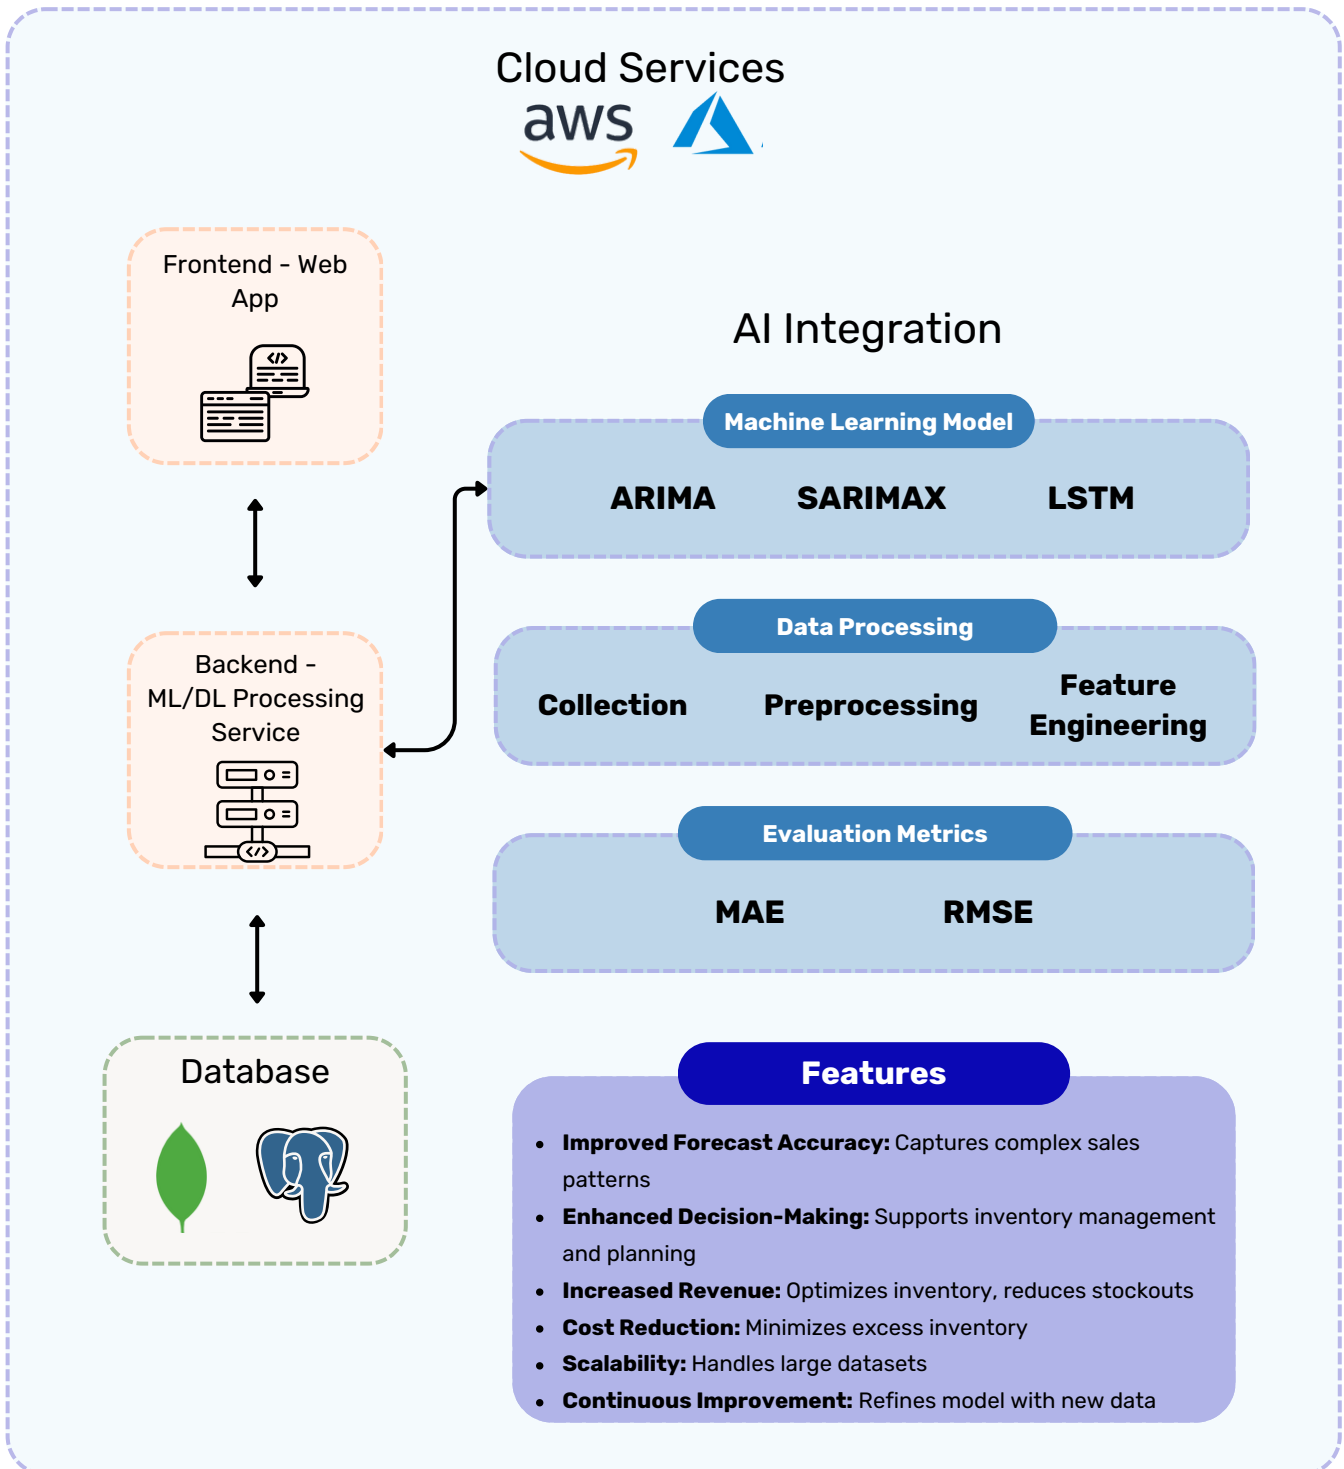 Cloud Services
aws
Frontend - Web
App
</>
AI Integration
Machine Learning Model
ARIMA SARIMAX LSTM
Backend -
ML/DL Processing
Service
</>
Data Processing
Collection Preprocessing Feature
Engineering
Evaluation Metrics
MAE RMSE
Database
Features
• Improved Forecast Accuracy: Captures complex sales
patterns
• Enhanced Decision-Making: Supports inventory management
and planning
• Increased Revenue: Optimizes inventory, reduces stockouts
• Cost Reduction: Minimizes excess inventory
• Scalability: Handles large datasets
• Continuous Improvement: Refines model with new data